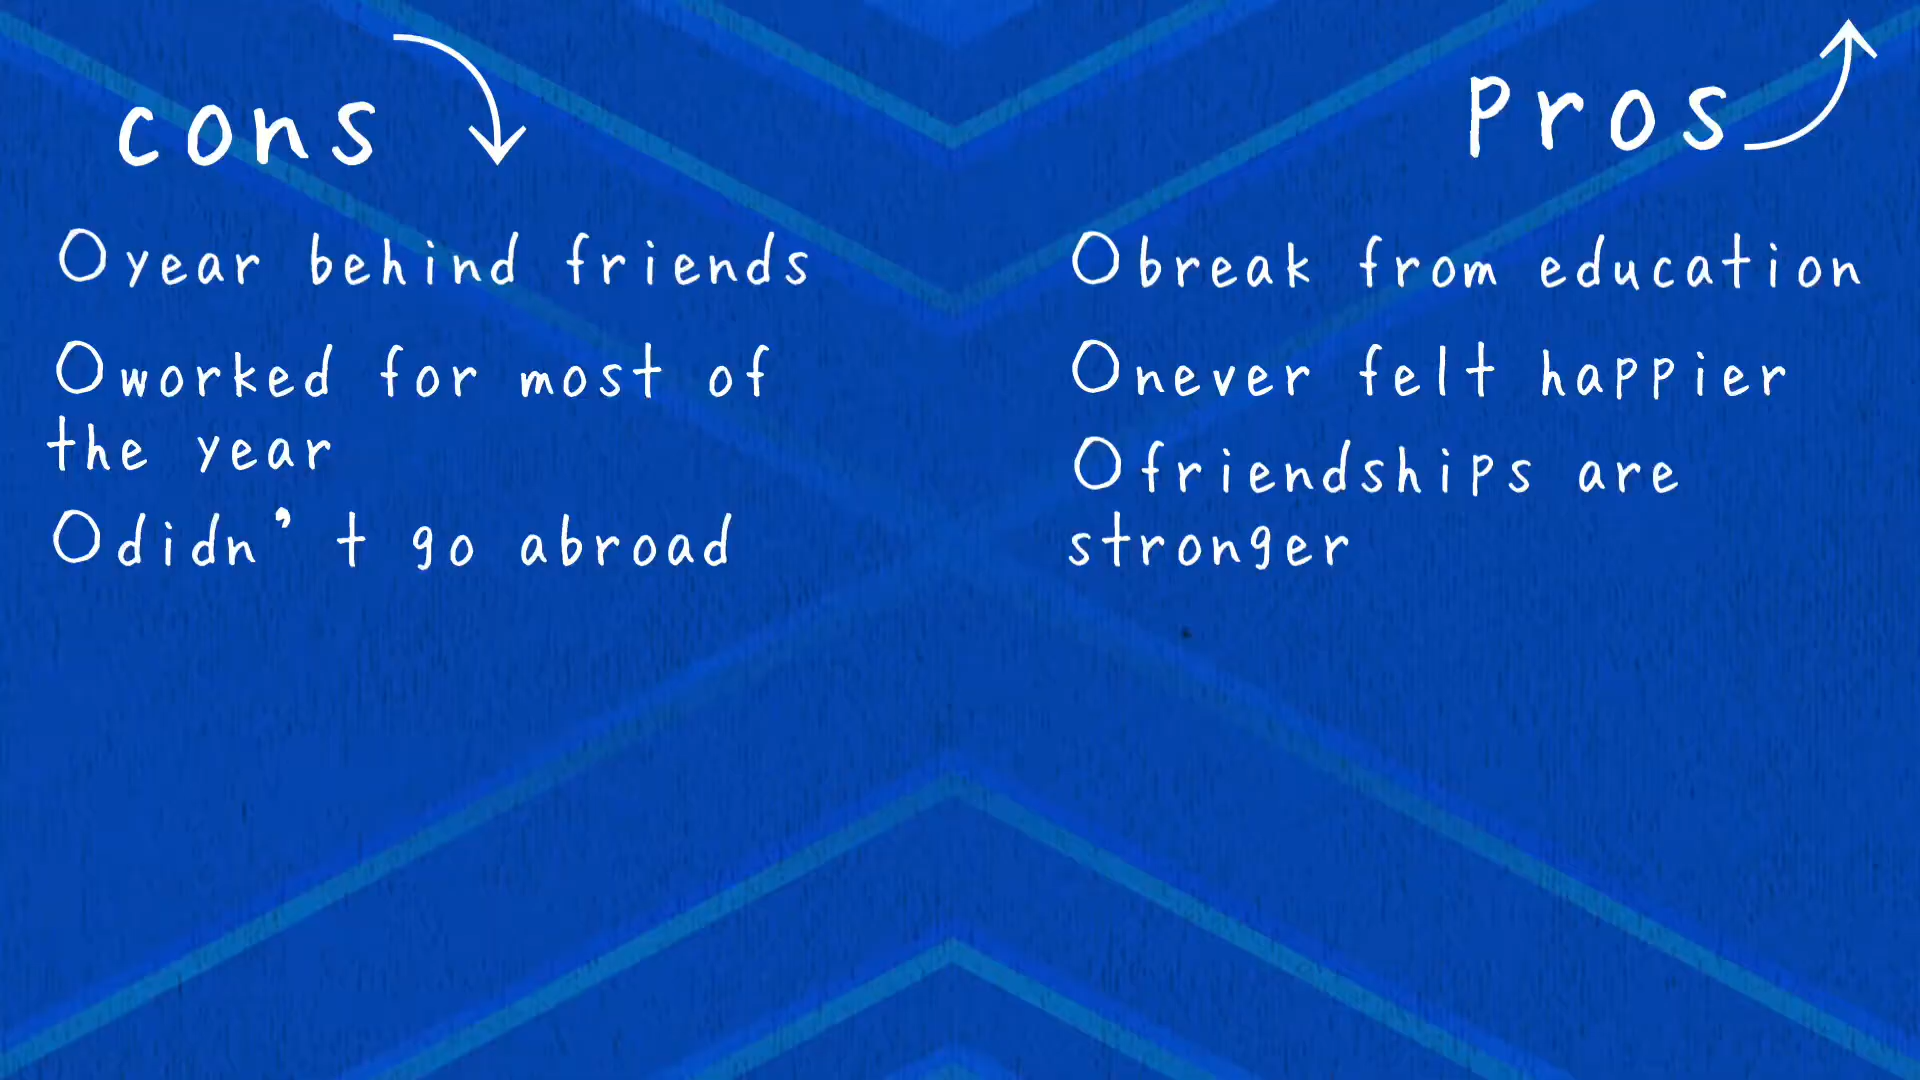 cons
O year behind friends
O worked for most of
the year
O didn't go abroad
pros
O break from education
O never felt happier
O friendships are
stronger